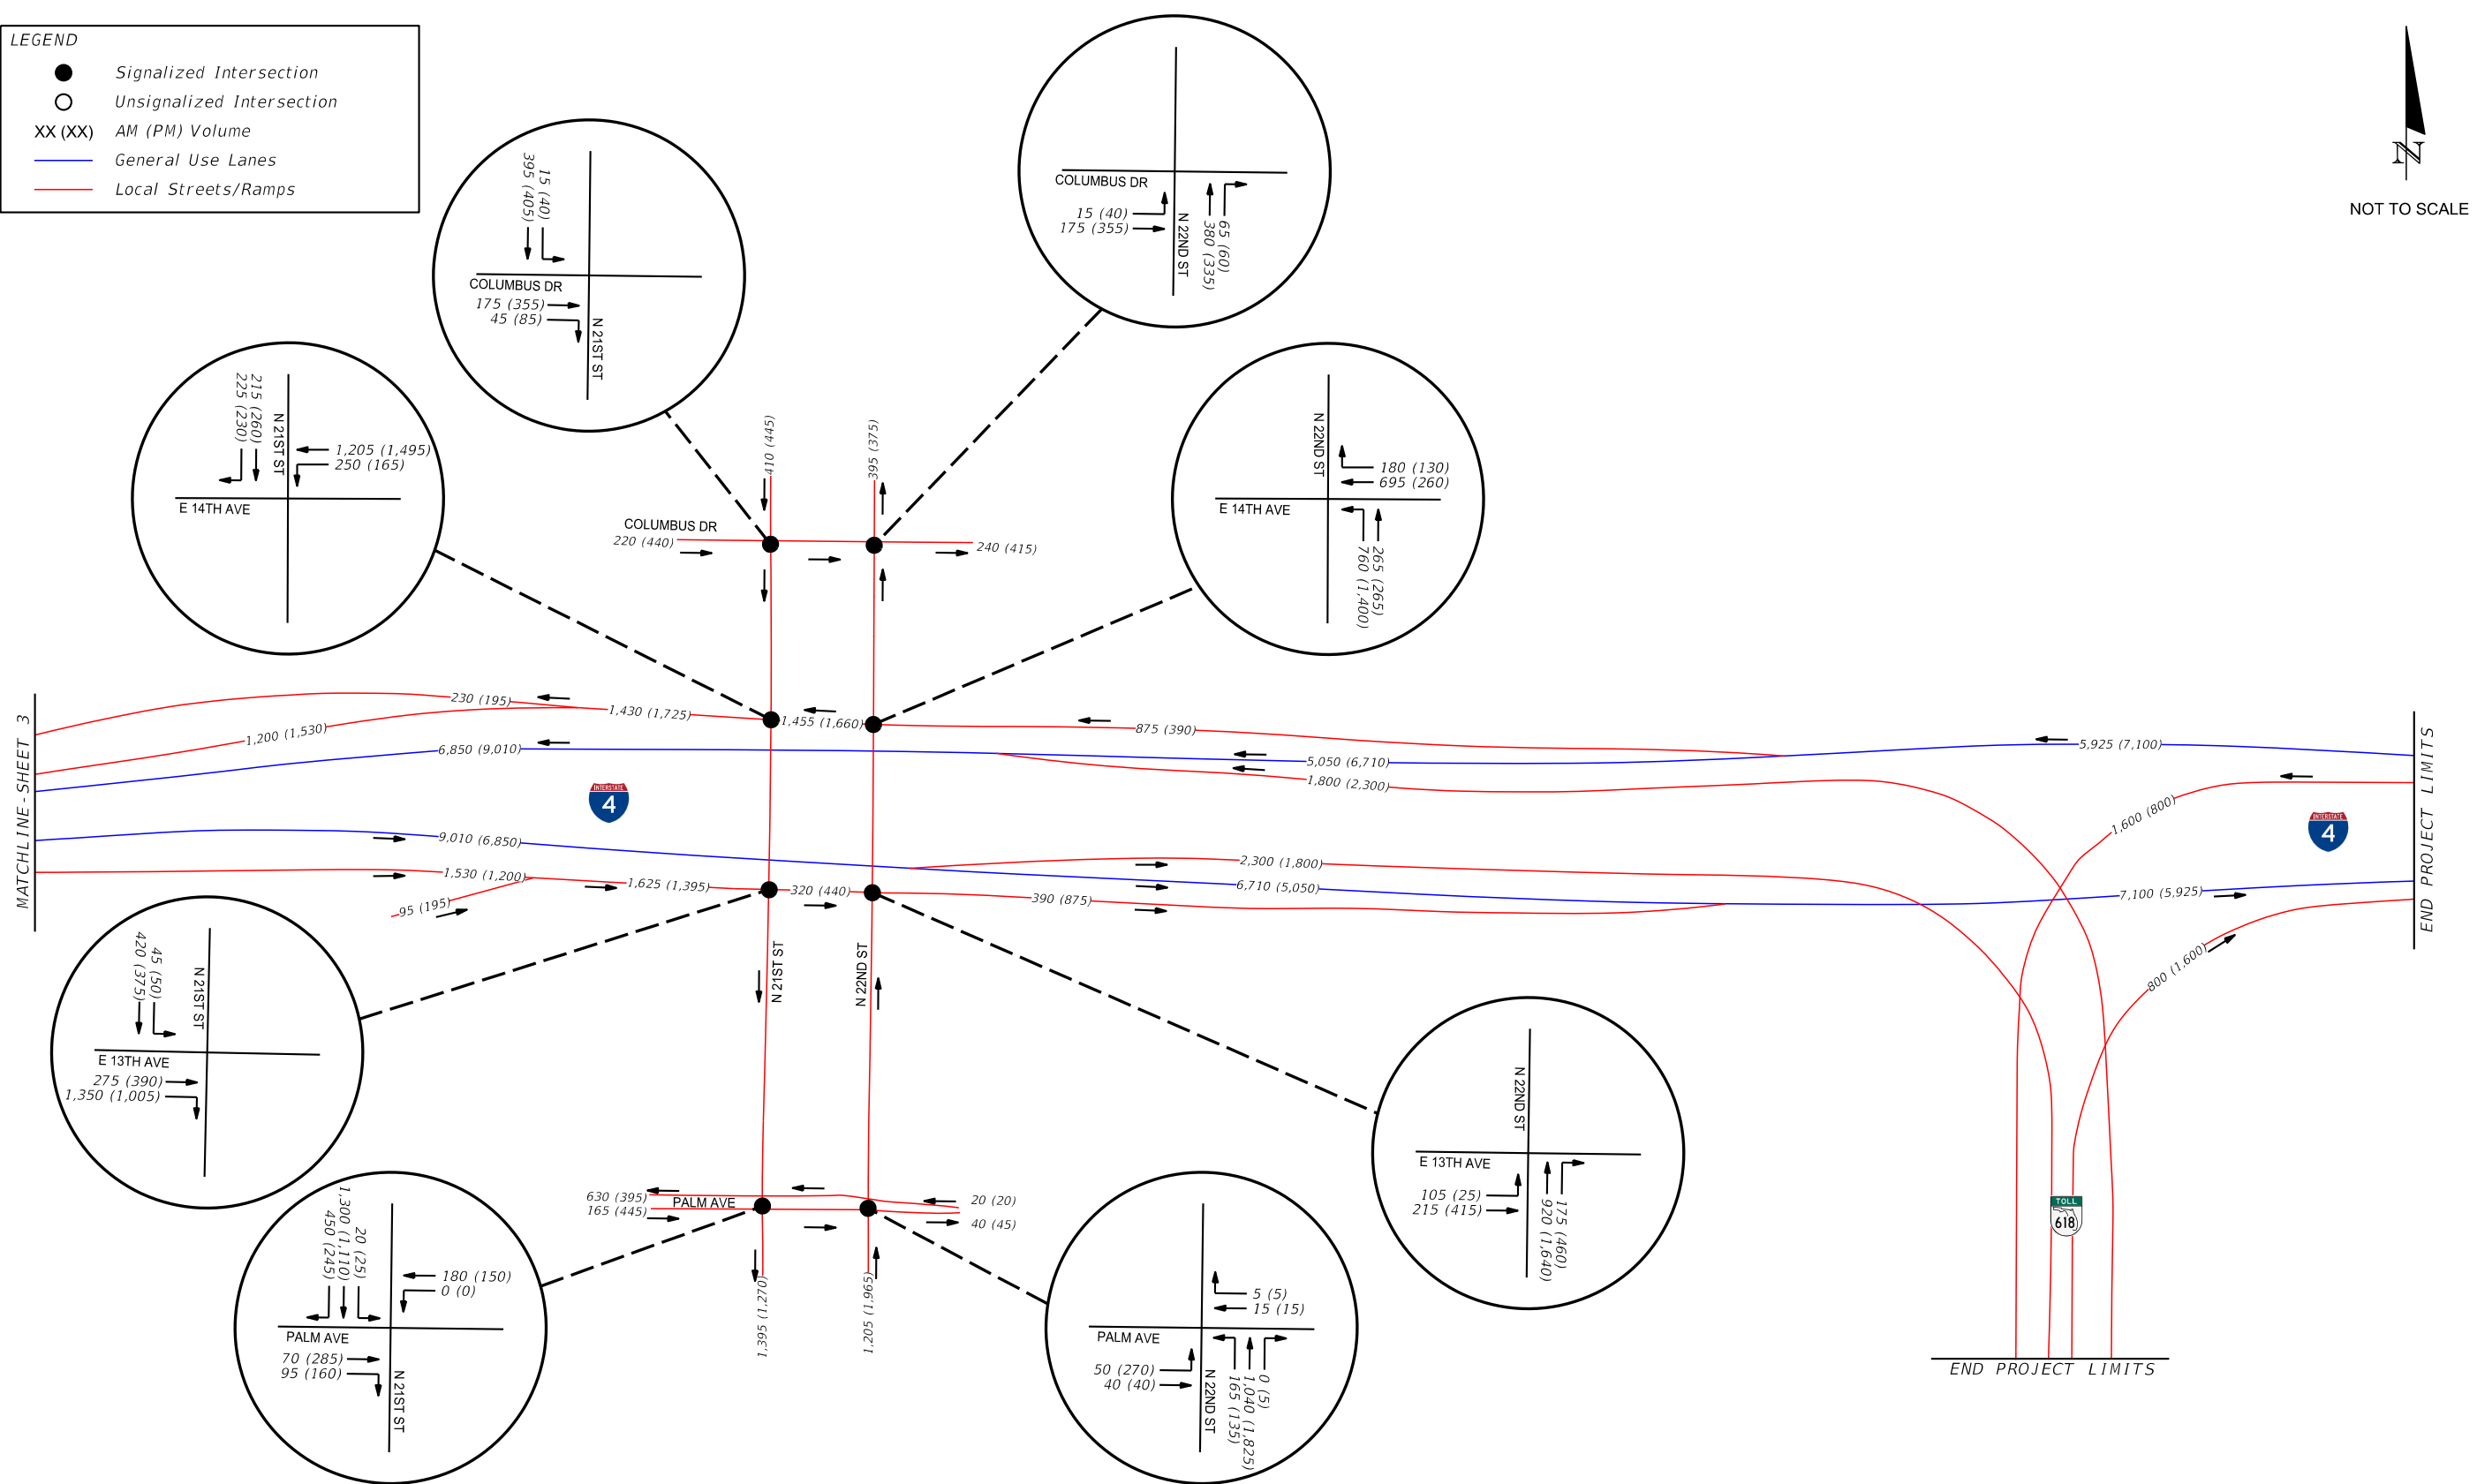 LEGEND
Signalized Intersection
Unsignalized Intersection
XX (XX) AM (PM) Volume
General Use Lanes
Local Streets/Ramps
N
NOT TO SCALE
395 (405)
15 (40)
COLUMBUS DR
175 (355)
45 (85)
N 21ST ST
COLUMBUS DR
15 (40)
175 (355)
N 22ND ST
380 (335)
65 (60)
225 (230)
215 (260)
N 21ST ST
1,205 (1,495)
250 (165)
E 14TH AVE
N 22ND ST
180 (130)
695 (260)
E 14TH AVE
760 (1,400)
265 (265)
410 (445)
395 (375)
COLUMBUS DR
220 (440)
240 (415)
MATCHLINE-SHEET 3
230 (195)
1,200 (1,530)
1,430 (1,725)
1,455 (1,660)
875 (390)
6,850 (9,010)
5,050 (6,710)
1,800 (2,300)
5,925 (7,100)
1,600 (800)
INTERSTATE
4
INTERSTATE
4
END PROJECT LIMITS
9,010 (6,850)
1,530 (1,200)
95 (195)
1,625 (1,395)
320 (440)
390 (875)
2,300 (1,800)
6,710 (5,050)
7,100 (5,925)
800 (1,600)
N 21ST ST
N 22ND ST
420 (375)
45 (50)
N 21ST ST
E 13TH AVE
275 (390)
1,350 (1,005)
N 22ND ST
E 13TH AVE
105 (25)
215 (415)
920 (1,640)
175 (460)
630 (395)
165 (445)
PALM AVE
20 (20)
40 (45)
1,395 (1,270)
1,205 (1,965)
450 (245)
1,300 (1,110)
20 (25)
180 (150)
0 (0)
PALM AVE
70 (285)
95 (160)
N 21ST ST
5 (5)
15 (15)
PALM AVE
50 (270)
40 (40)
N 22ND ST
165 (135)
1,040 (1,825)
0 (5)
TOLL
618
END PROJECT LIMITS